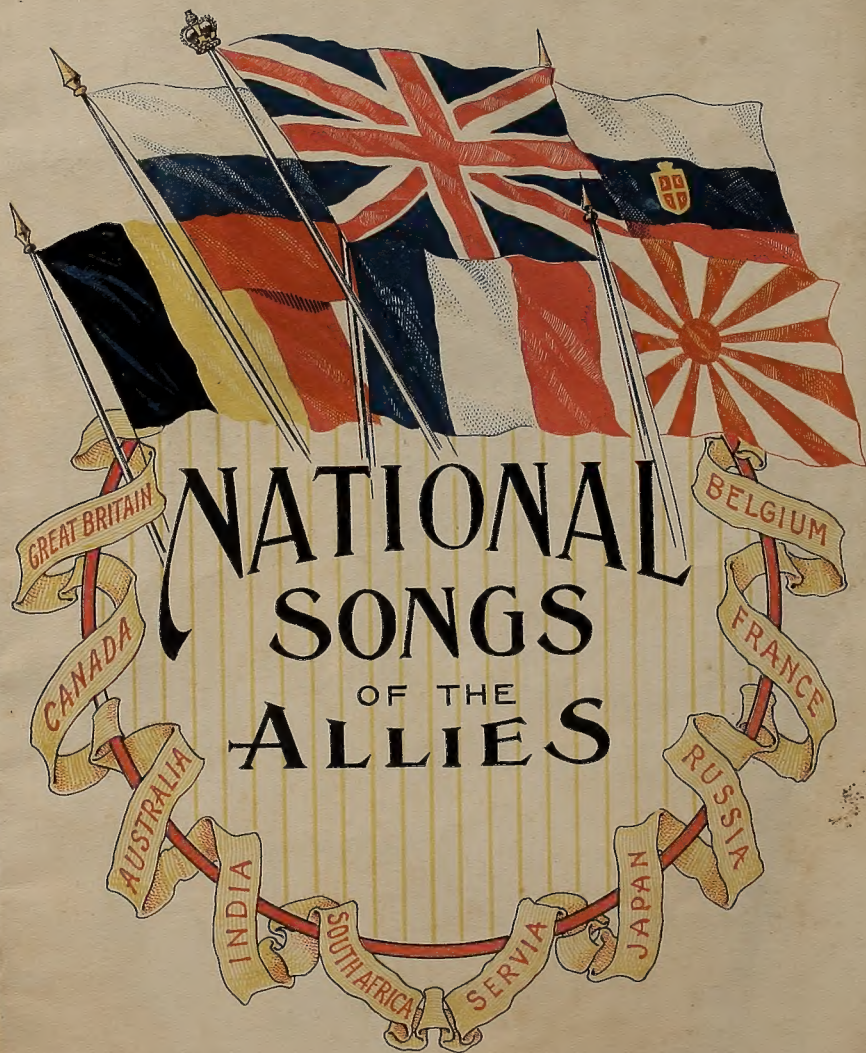 NATIONAL
SONGS
OF THE
ALLIES
GREAT BRITAIN
CANADA
AUSTRALIA
INDIA
SOUTH AFRICA
SERVIA
JAPAN
RUSSIA
FRANCE
BELGIUM